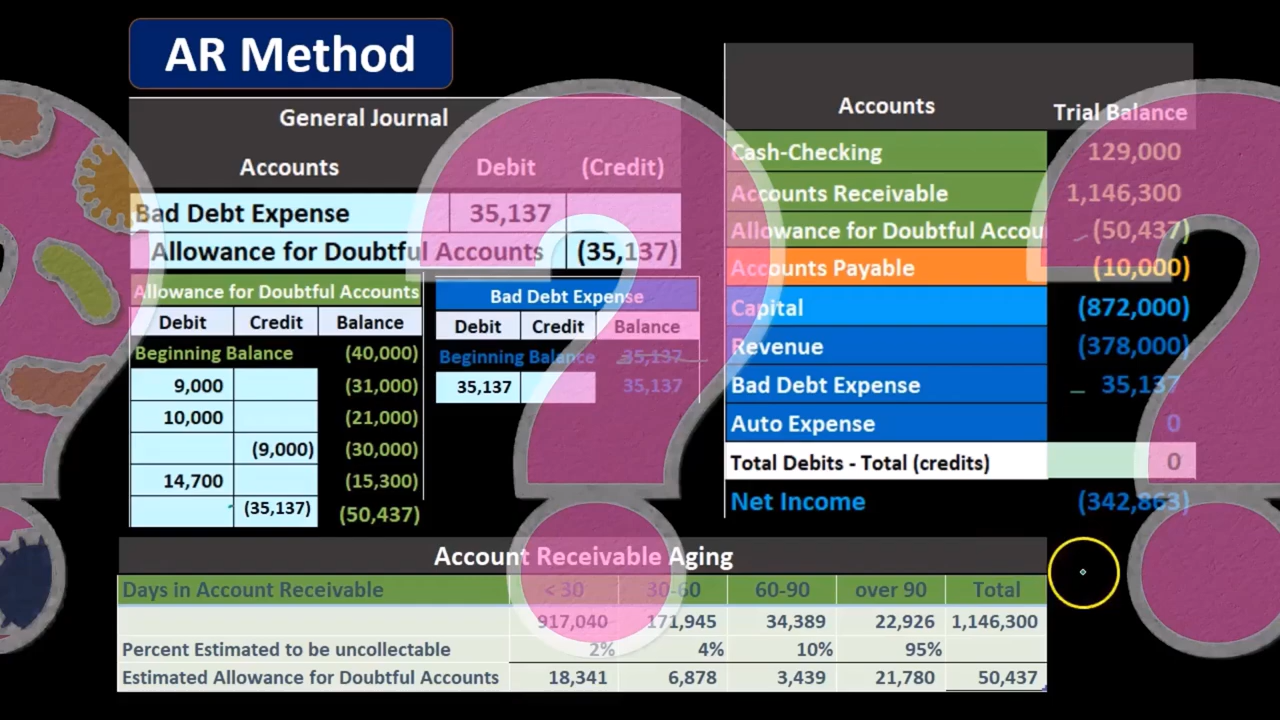 AR Method
General Journal
Accounts Debit (Credit)
Bad Debt Expense 35,137
Allowance for Doubtful Accounts (35,137)
Allowance for Doubtful Accounts
Debit Credit Balance
Beginning Balance (40,000)
9,000 (31,000)
10,000 (21,000)
(9,000) (30,000)
14,700 (15,300)
(35,137) (50,437)
Bad Debt Expense
Debit Credit Balance
Beginning Balance 35,137
35,137 35,137
Accounts Trial Balance
Cash-Checking 129,000
Accounts Receivable 1,146,300
Allowance for Doubtful Accou (50,437)
Accounts Payable (10,000)
Capital (872,000)
Revenue (378,000)
Bad Debt Expense 35,137
Auto Expense 0
Total Debits - Total (credits) 0
Net Income (342,863)
Account Receivable Aging
Days in Account Receivable < 30 30-60 60-90 over 90 Total
917,040 171,945 34,389 22,926 1,146,300
Percent Estimated to be uncollectable 2% 4% 10% 95%
Estimated Allowance for Doubtful Accounts 18,341 6,878 3,439 21,780 50,437